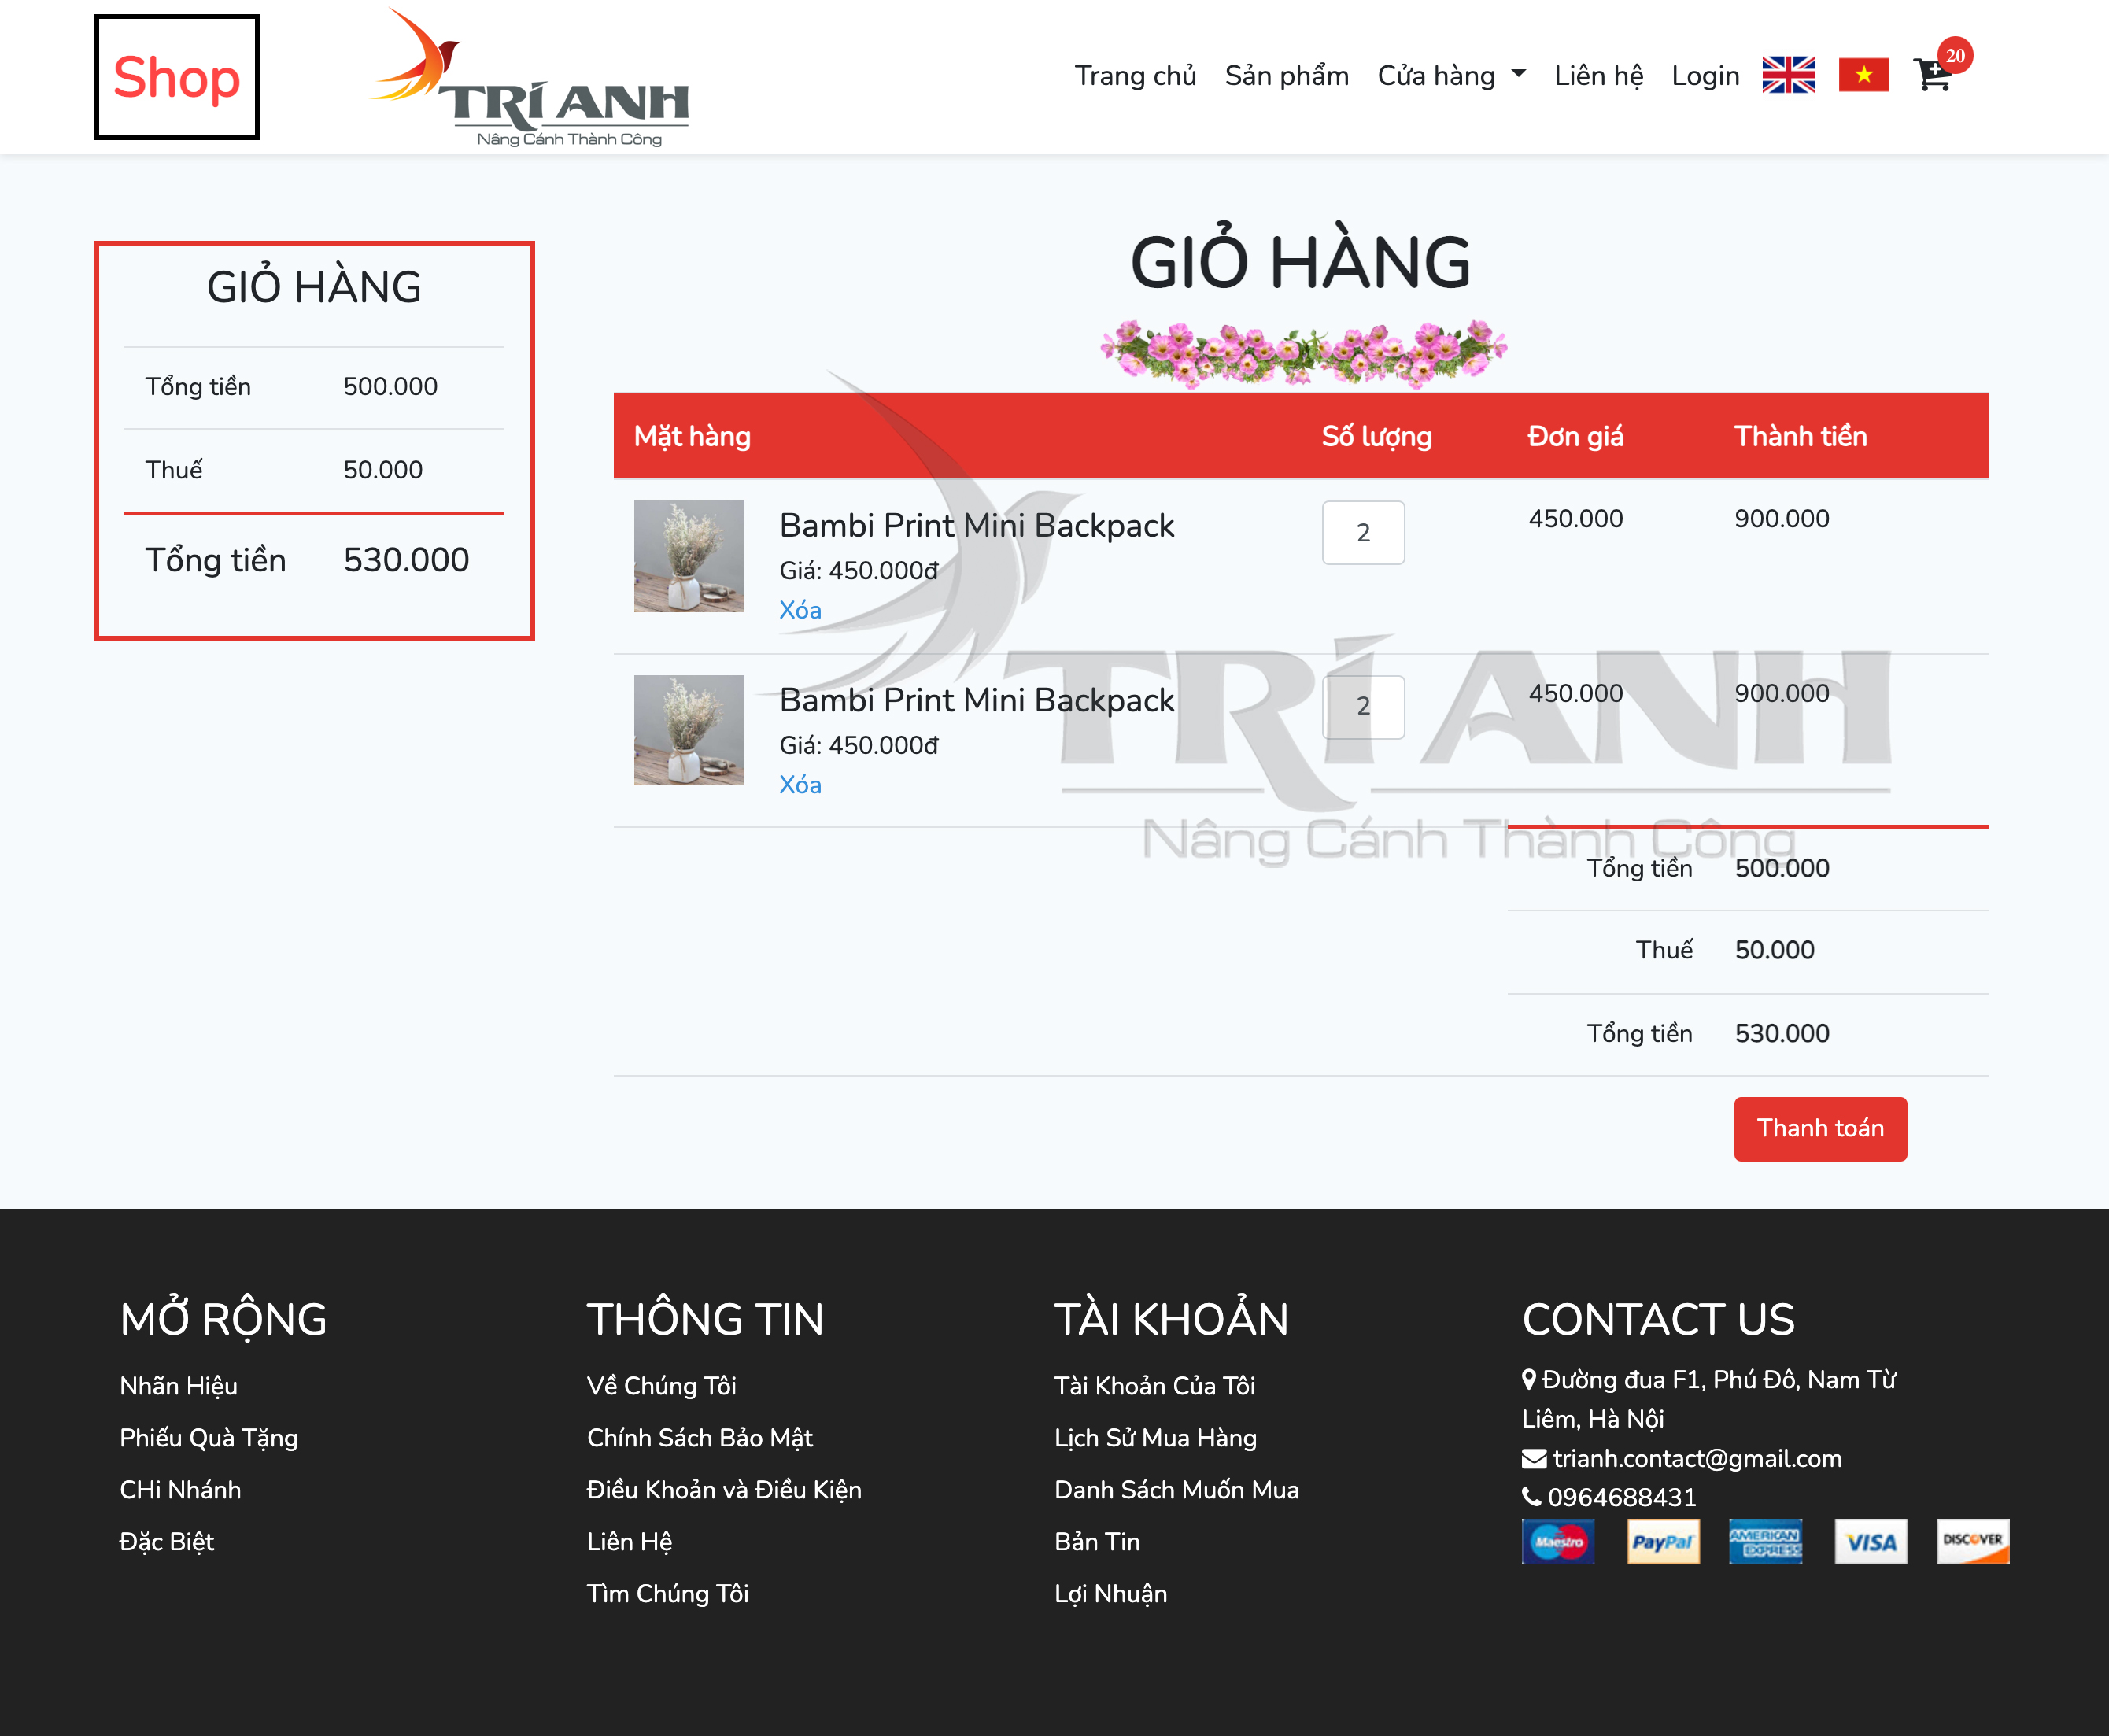 Shop
TRÍ ANH
Nâng Cánh Thành Công
Trang chủ Sản phẩm Cửa hàng Liên hệ Login 20
GIỎ HÀNG
Tổng tiền 500.000
Thuế 50.000
Tổng tiền 530.000
GIỎ HÀNG
Mặt hàng Số lượng Đơn giá Thành tiền
Bambi Print Mini Backpack 2 450.000 900.000
Giá: 450.000đ
Xóa
Bambi Print Mini Backpack 2 450.000 900.000
Giá: 450.000đ
Xóa
TRÍ ANH
Nâng Cánh Thành Công
Tổng tiền 500.000
Thuế 50.000
Tổng tiền 530.000
Thanh toán
MỞ RỘNG
Nhãn Hiệu
Phiếu Quà Tặng
CHi Nhánh
Đặc Biệt
THÔNG TIN
Về Chúng Tôi
Chính Sách Bảo Mật
Điều Khoản và Điều Kiện
Liên Hệ
Tìm Chúng Tôi
TÀI KHOẢN
Tài Khoản Của Tôi
Lịch Sử Mua Hàng
Danh Sách Muốn Mua
Bản Tin
Lợi Nhuận
CONTACT US
Đường đua F1, Phú Đô, Nam Từ
Liêm, Hà Nội
trianh.contact@gmail.com
0964688431
Maestro PayPal AMERICAN EXPRESS VISA DISCOVER